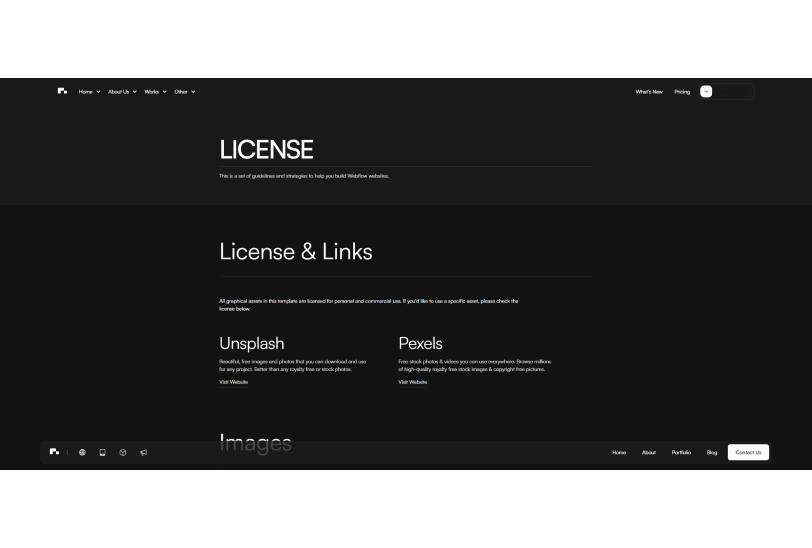 Home
About Us
Works
Other
What's New
Pricing
LICENSE
This is a set of guidelines and strategies to help you build Webflow websites.
License & Links
All graphical assets in this template are licensed for personal and commercial use. If you'd like to use a specific asset, please check the
license below.
Unsplash
Beautiful, free images and photos that you can download and use
for any project. Better than any royalty free or stock photos.
Visit Website
Pexels
Free stock photos & videos you can use everywhere. Browse millions
of high-quality royalty free stock images & copyright free pictures.
Visit Website
Images
Home
About
Portfolio
Blog
Contact Us